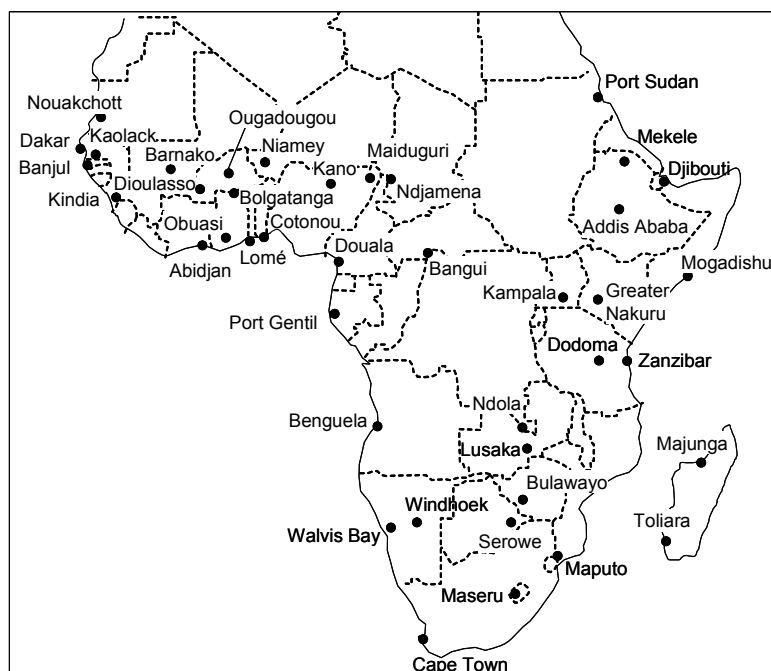 Port Sudan
Nouakchott
Ougadougou
Dakar
Kaolack
Niamey
Maiduguri
Mekele
Banjul
Barnako
Kano
Djibouti
Kindia
Dioulasso
Bolgatanga
Ndjamena
Obuasi
Cotonou
Addis Ababa
Abidjan
Lomé
Douala
Bangui
Mogadishu
Kampala
Greater
Nakuru
Port Gentil
Dodoma
Zanzibar
Benguela
Ndola
Lusaka
Majunga
Bulawayo
Windhoek
Walvis Bay
Serowe
Toliara
Maputo
Maseru
Cape Town